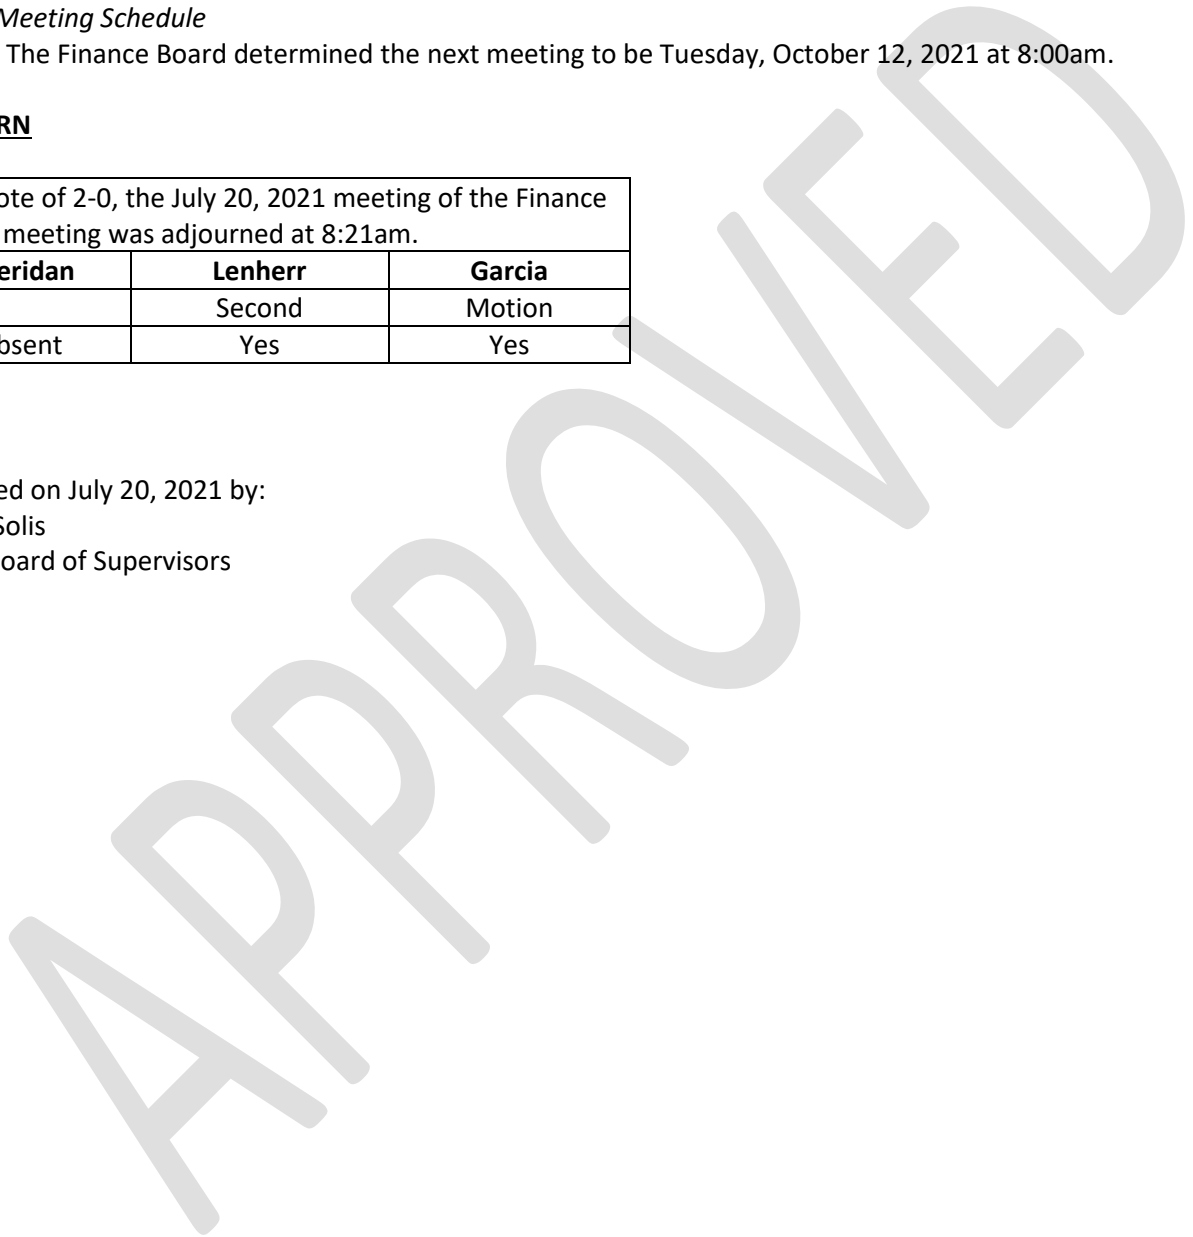 Meeting Schedule
The Finance Board determined the next meeting to be Tuesday, October 12, 2021 at 8:00am.
RN
ote of 2-0, the July 20, 2021 meeting of the Finance
meeting was adjourned at 8:21am.
eridan Lenherr Garcia
Second Motion
bsent Yes Yes
ed on July 20, 2021 by:
Solis
oard of Supervisors
APPROVED